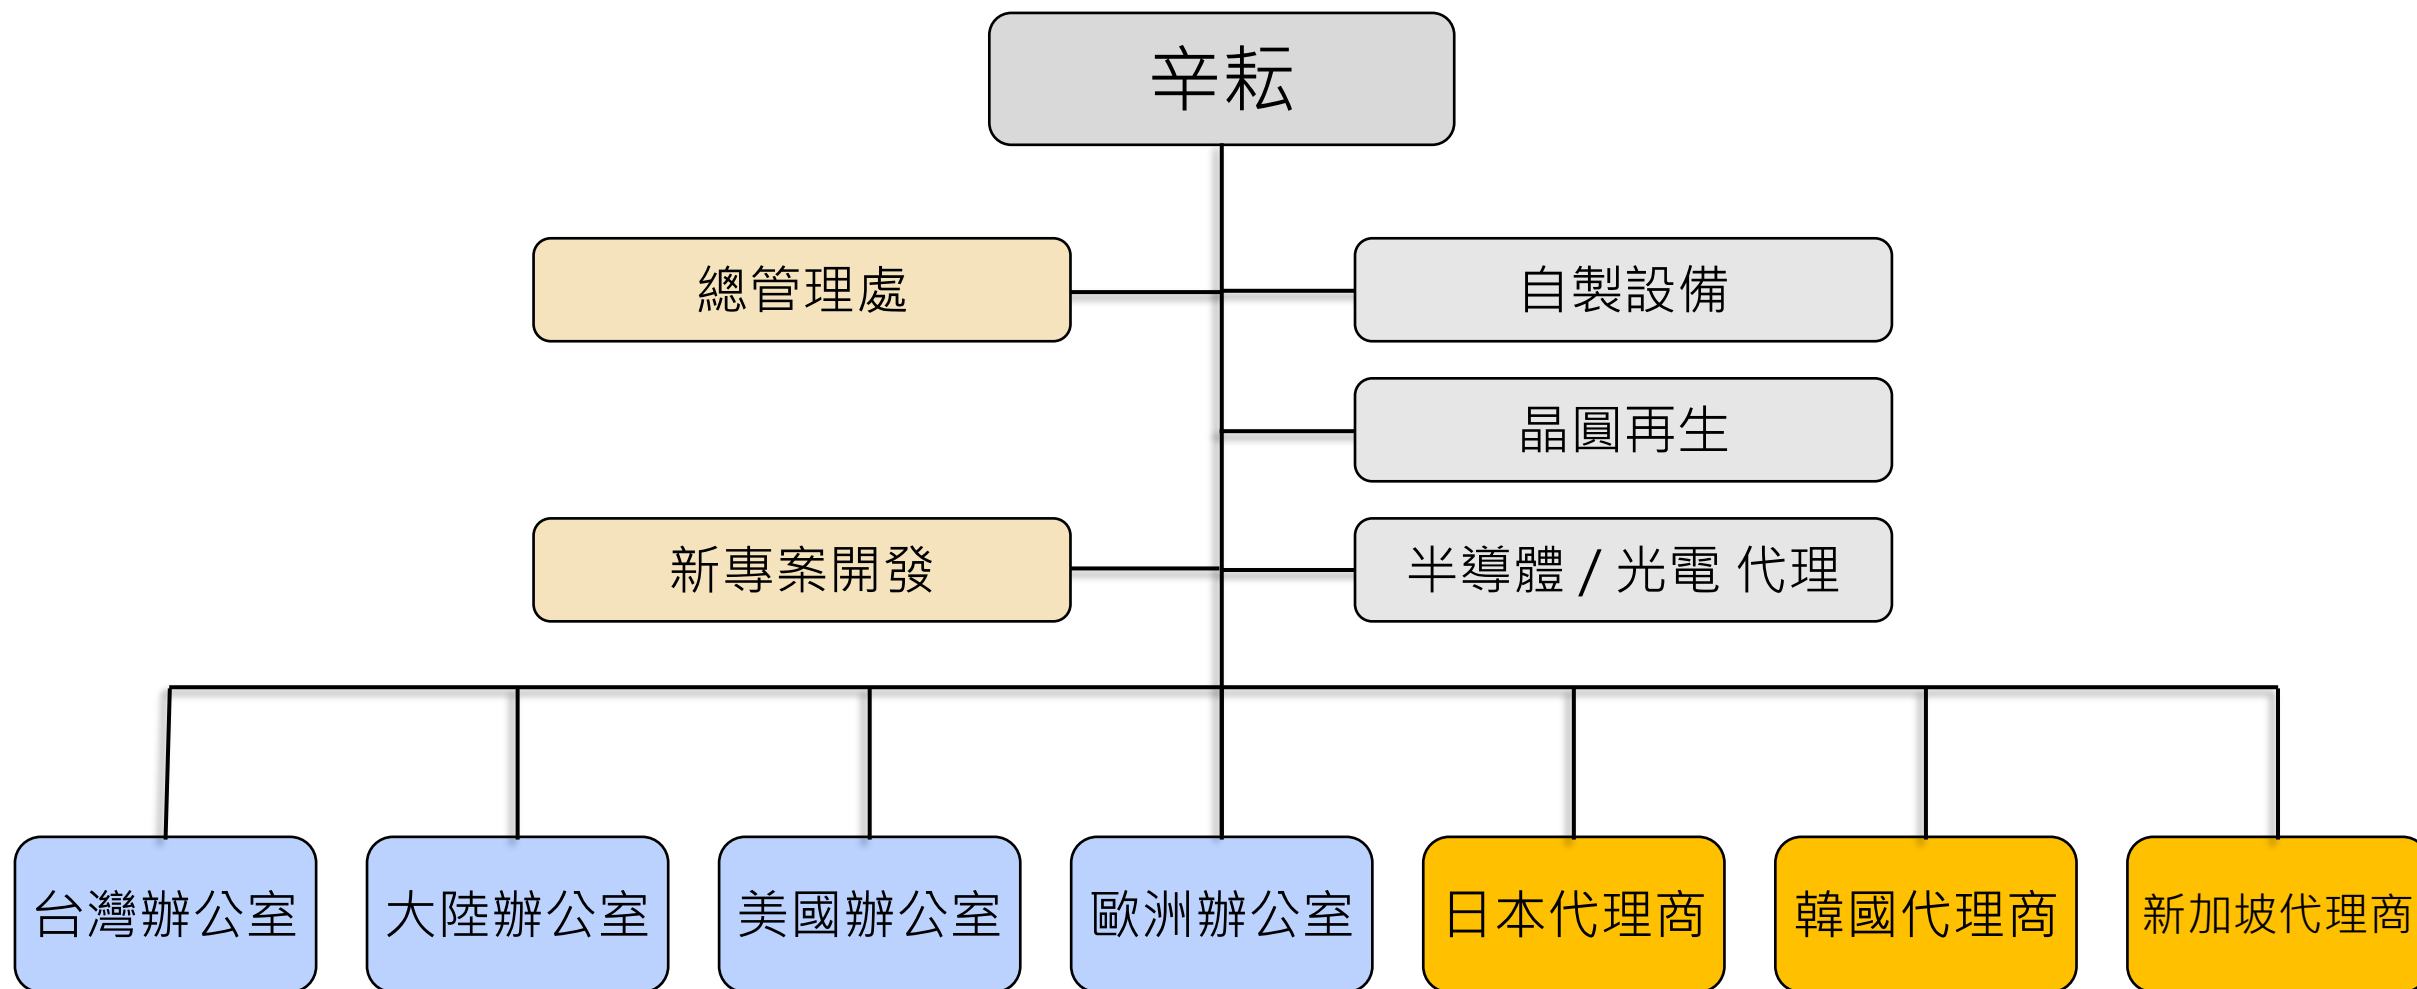 辛耘
總管理處
自製設備
晶圓再生
新專案開發
半導體 / 光電 代理
台灣辦公室
大陸辦公室
美國辦公室
歐洲辦公室
日本代理商
韓國代理商
新加坡代理商